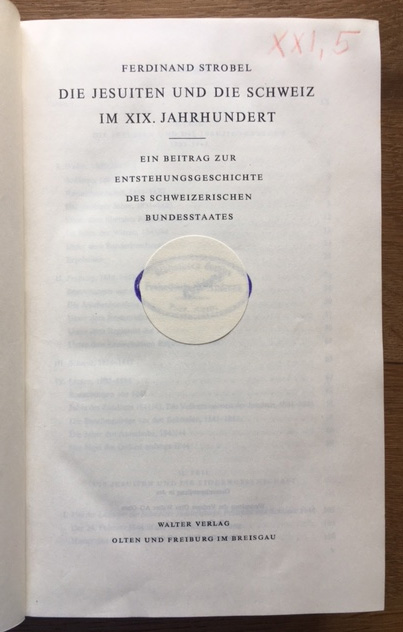 XXI, 5
FERDINAND STROBEL
DIE JESUITEN UND DIE SCHWEIZ
IM XIX. JAHRHUNDERT
EIN BEITRAG ZUR
ENTSTEHUNGSGESCHICHTE
DES SCHWEIZERISCHEN
BUNDESSTAATES
WALTER VERLAG
OLTEN UND FREIBURG IM BREISGAU